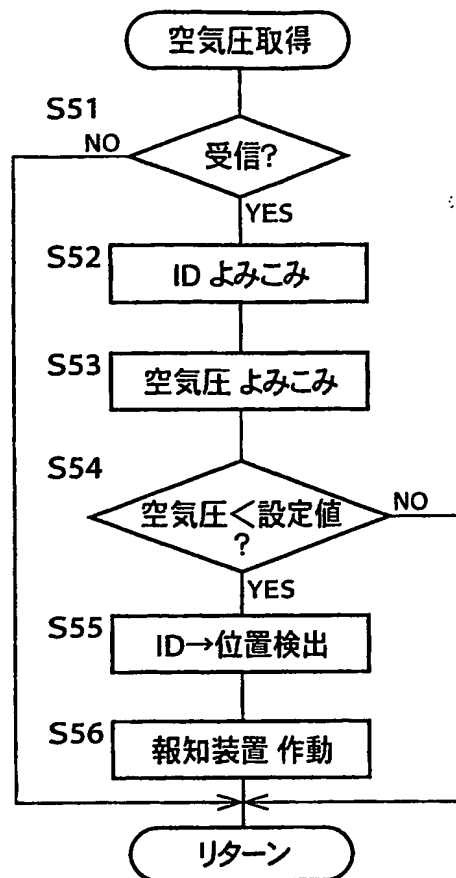 空気圧取得
S51
NO
受信?
YES
S52
ID よみこみ
S53
空気圧 よみこみ
S54
NO
空気圧<設定値
?
YES
S55
ID→位置検出
S56
報知装置 作動
リターン